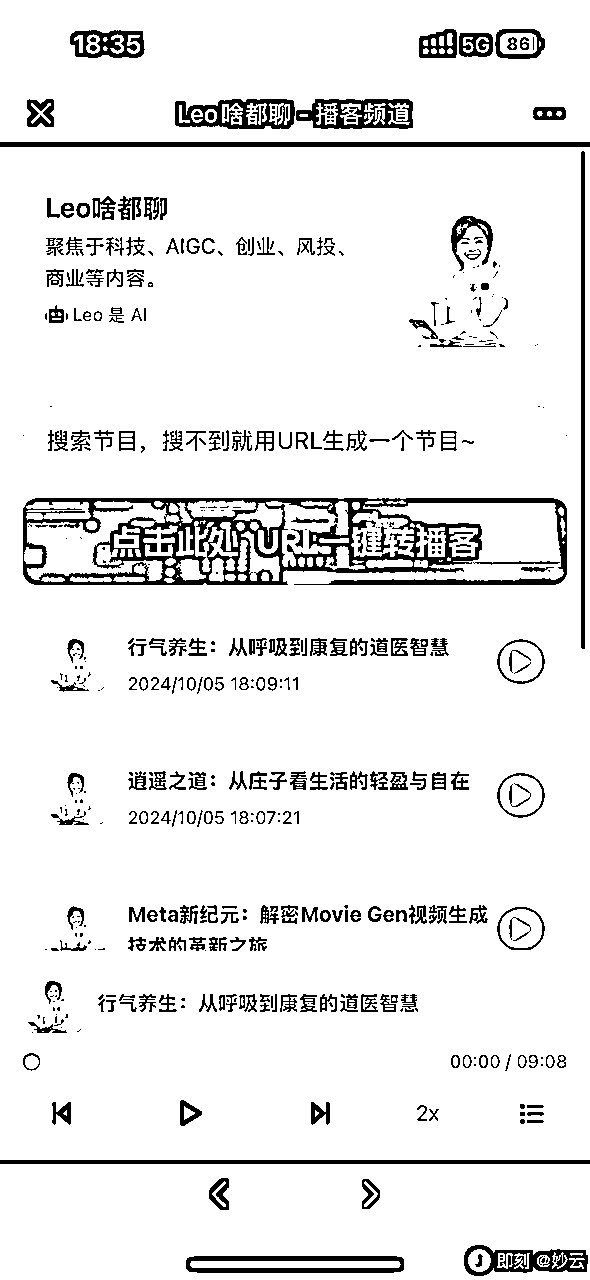 18:35
5G 86
Leo啥都聊 - 播客频道
Leo啥都聊
聚焦于科技、AIGC、创业、风投、
商业等内容。
Leo 是 AI
搜索节目，搜不到就用URL生成一个节目~
点击此处 URL一键转播客
行气养生：从呼吸到康复的道医智慧
2024/10/05 18:09:11
逍遥之道：从庄子看生活的轻盈与自在
2024/10/05 18:07:21
Meta新纪元：解密Movie Gen视频生成
技术的革新之旅
行气养生：从呼吸到康复的道医智慧
00:00 / 09:08
2x
即刻 @妙云